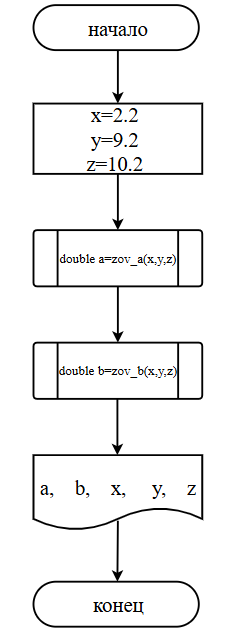 начало
x=2.2
y=9.2
z=10.2
double a=zov_a(x,y,z)
double b=zov_b(x,y,z)
a, b, x, y, z
конец